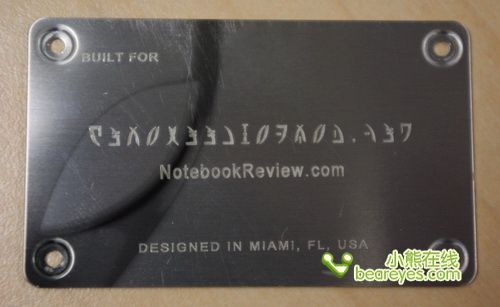 BUILT FOR
NotebookReview.com
DESIGNED IN MIAMI, FL, USA
小熊在线
beareyes.com